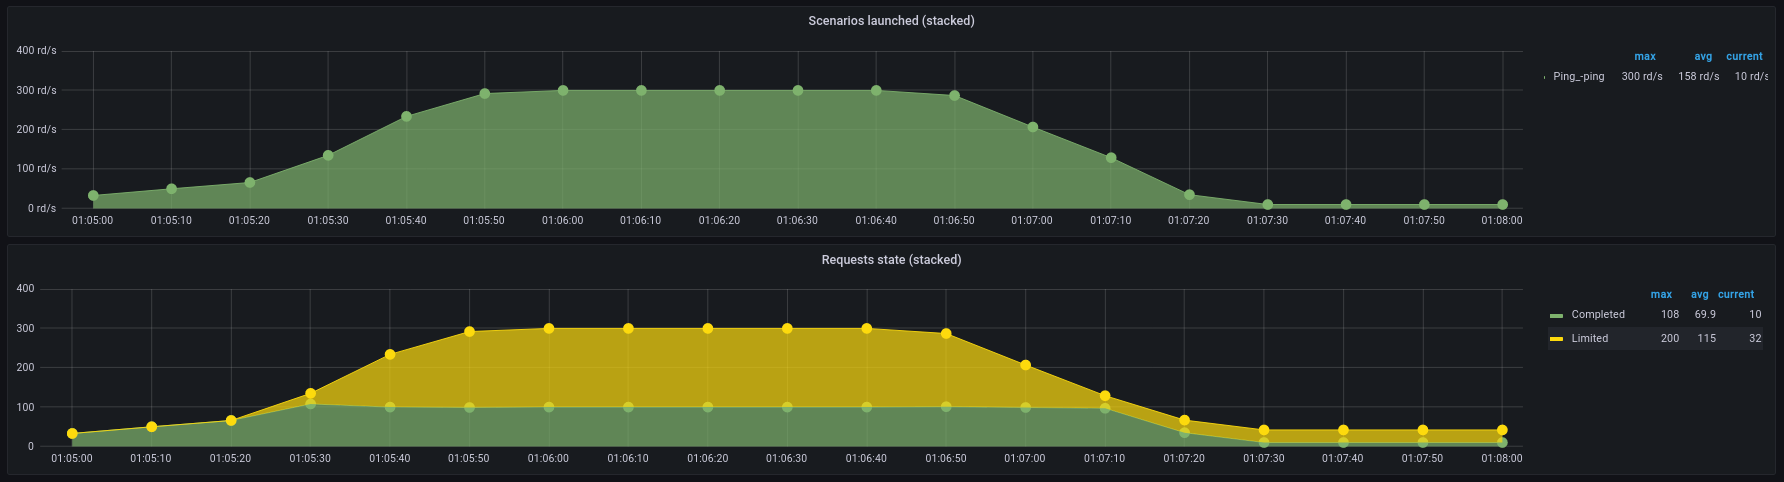 Scenarios launched (stacked)
400 rd/s
300 rd/s
200 rd/s
100 rd/s
0 rd/s
01:05:00 01:05:10 01:05:20 01:05:30 01:05:40 01:05:50 01:06:00 01:06:10 01:06:20 01:06:30 01:06:40 01:06:50 01:07:00 01:07:10 01:07:20 01:07:30 01:07:40 01:07:50 01:08:00
max avg current
Ping_-ping 300 rd/s 158 rd/s 10 rd/s
Requests state (stacked)
400
300
200
100
0
01:05:00 01:05:10 01:05:20 01:05:30 01:05:40 01:05:50 01:06:00 01:06:10 01:06:20 01:06:30 01:06:40 01:06:50 01:07:00 01:07:10 01:07:20 01:07:30 01:07:40 01:07:50 01:08:00
max avg current
Completed 108 69.9 10
Limited 200 115 32